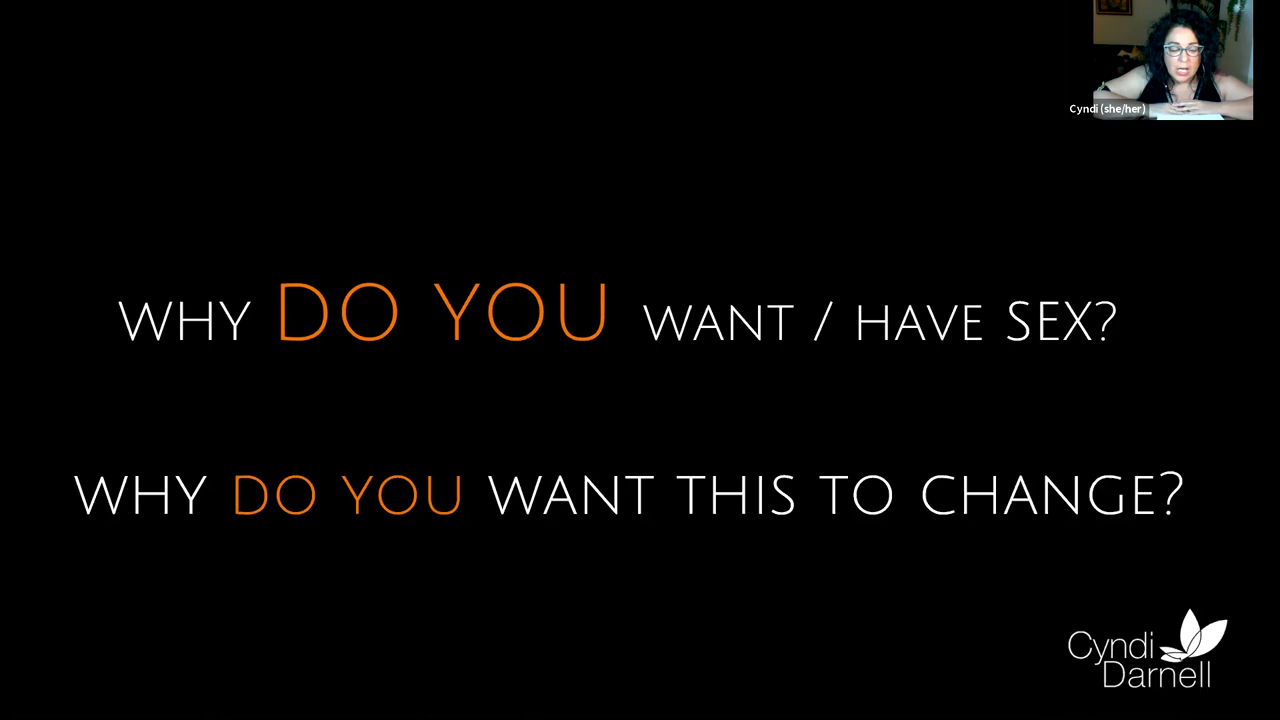 Cyndi (she/her)
WHY DO YOU WANT / HAVE SEX?
WHY DO YOU WANT THIS TO CHANGE?
Cyndi
Darnell